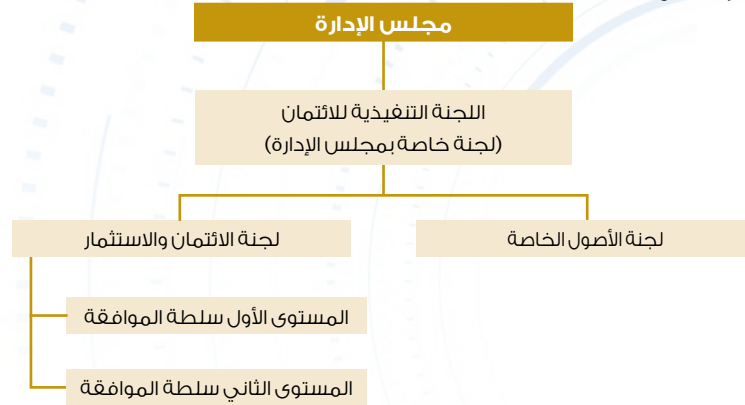 مجلس الإدارة
اللجنة التنفيذية للائتمان
(لجنة خاصة بمجلس الإدارة)
لجنة الأصول الخاصة
لجنة الائتمان والاستثمار
المستوى الأول سلطة الموافقة
المستوى الثاني سلطة الموافقة